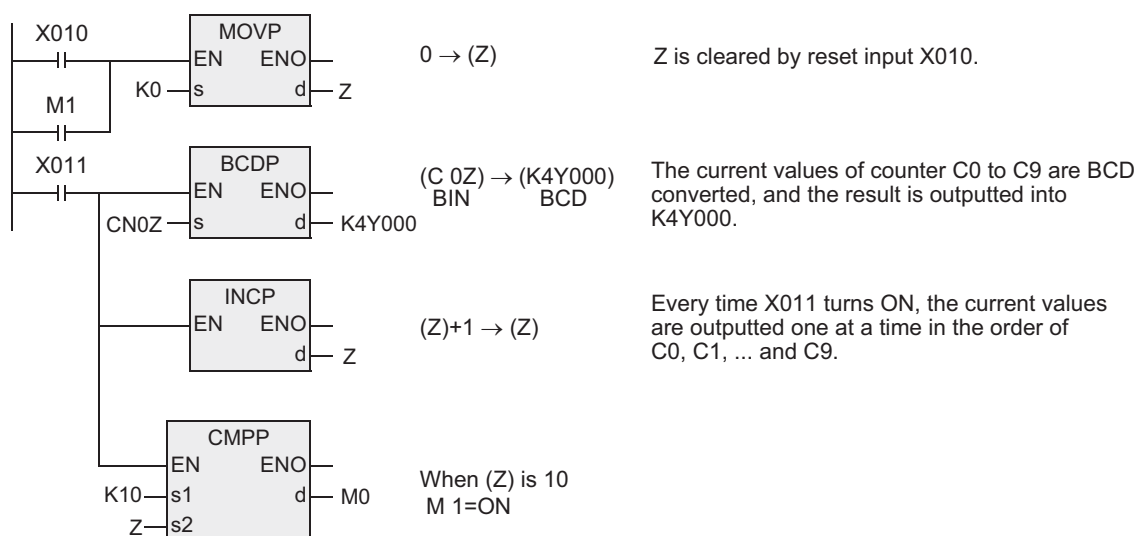 X010
MOVP
EN ENO
K0 s d Z
0 → (Z)
Z is cleared by reset input X010.
M1
X011
BCDP
EN ENO
CN0Z s d K4Y000
(C 0Z) → (K4Y000)
BIN BCD
The current values of counter C0 to C9 are BCD
converted, and the result is outputted into
K4Y000.
INCP
EN ENO
d Z
(Z)+1 → (Z)
Every time X011 turns ON, the current values
are outputted one at a time in the order of
C0, C1, ... and C9.
CMPP
EN ENO
K10 s1 d M0
Z s2
When (Z) is 10
M 1=ON